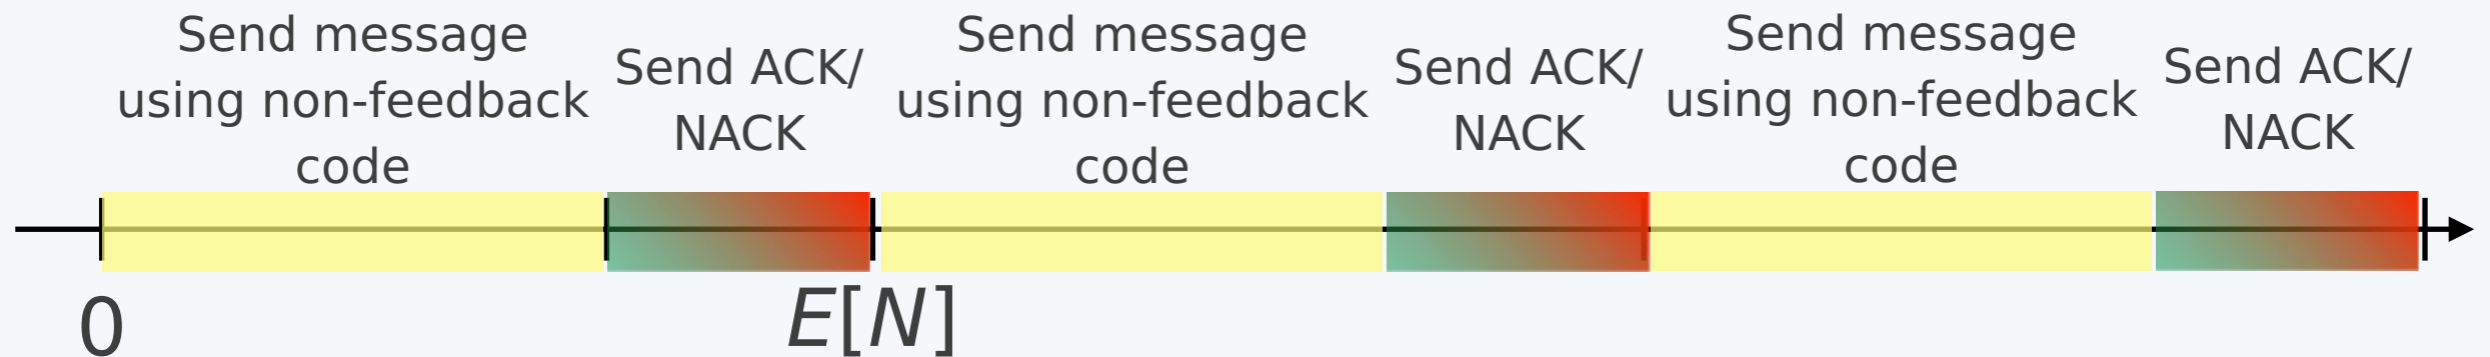 Send message
using non-feedback
code
Send ACK/
NACK
Send message
using non-feedback
code
Send ACK/
NACK
Send message
using non-feedback
code
Send ACK/
NACK
0
E[N]